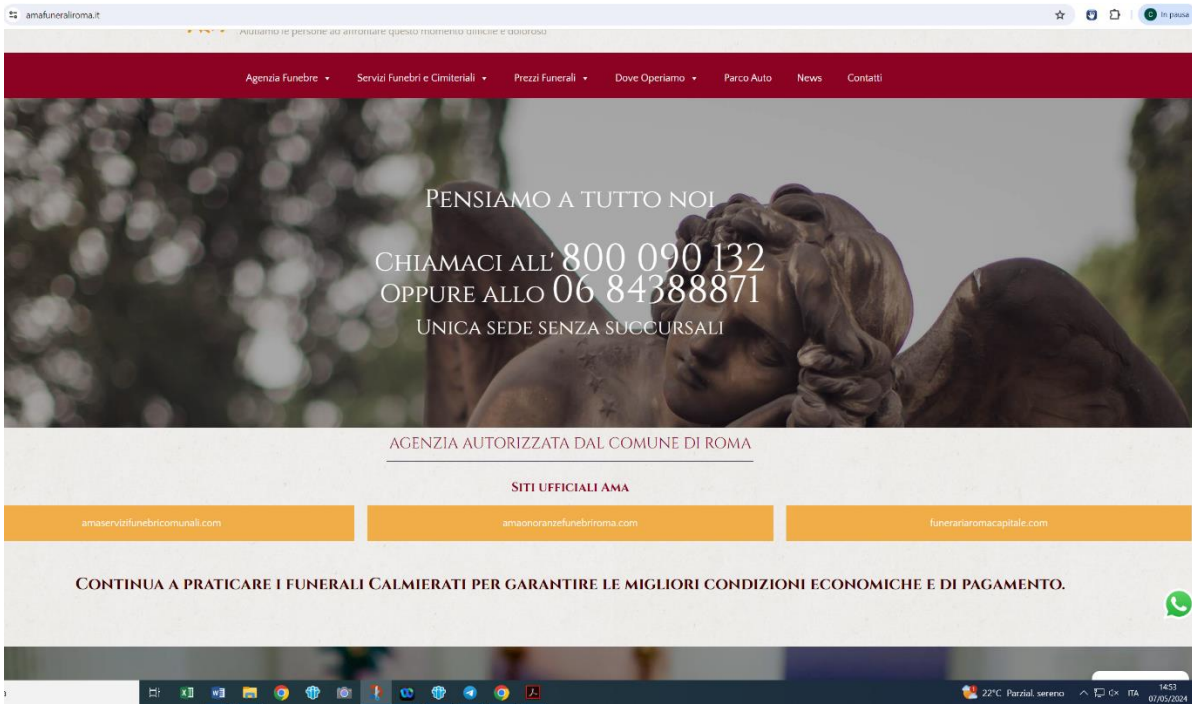 amafuneraliroma.it
In pausa
Aiutiamo le persone ad affrontare questo momento difficile e doloroso
Agenzia Funebre Servizi Funebri e Cimiteriali Prezzi Funerali Dove Operiamo Parco Auto News Contatti
Pensiamo a tutto noi
Chiamaci all' 800 090 132
Oppure allo 06 84388871
Unica sede senza succursali
AGENZIA AUTORIZZATA DAL COMUNE DI ROMA
Siti ufficiali Ama
amaservizifunebricomunali.com amaonoranzefunebriroma.com funerariaromacapitale.com
Continua a praticare i funerali Calmierati per garantire le migliori condizioni economiche e di pagamento.
22°C Parzial. sereno ITA 14:53
07/05/2024